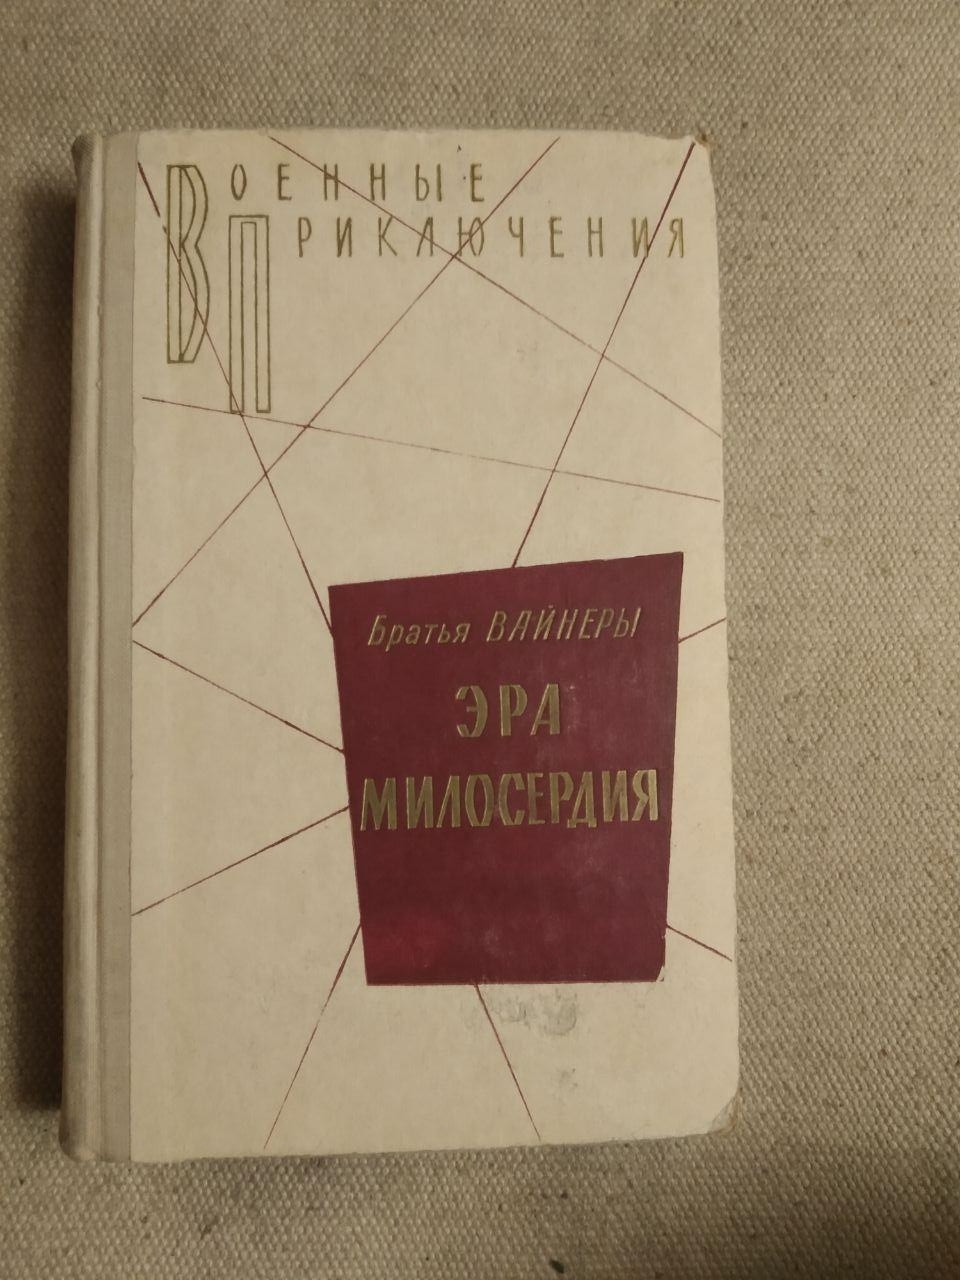 ВОЕННЫЕ
ПРИКЛЮЧЕНИЯ
Братья ВАЙНЕРЫ
ЭРА
МИЛОСЕРДИЯ